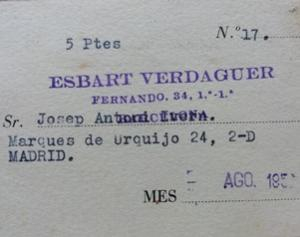 5 Ptes
N.º 17.
ESBART VERDAGUER
FERNANDO. 34, 1.º-1.ª
Sr. Josep Antoni
Marques de Urquijo 24, 2-D
MADRID.
MES
AGO.